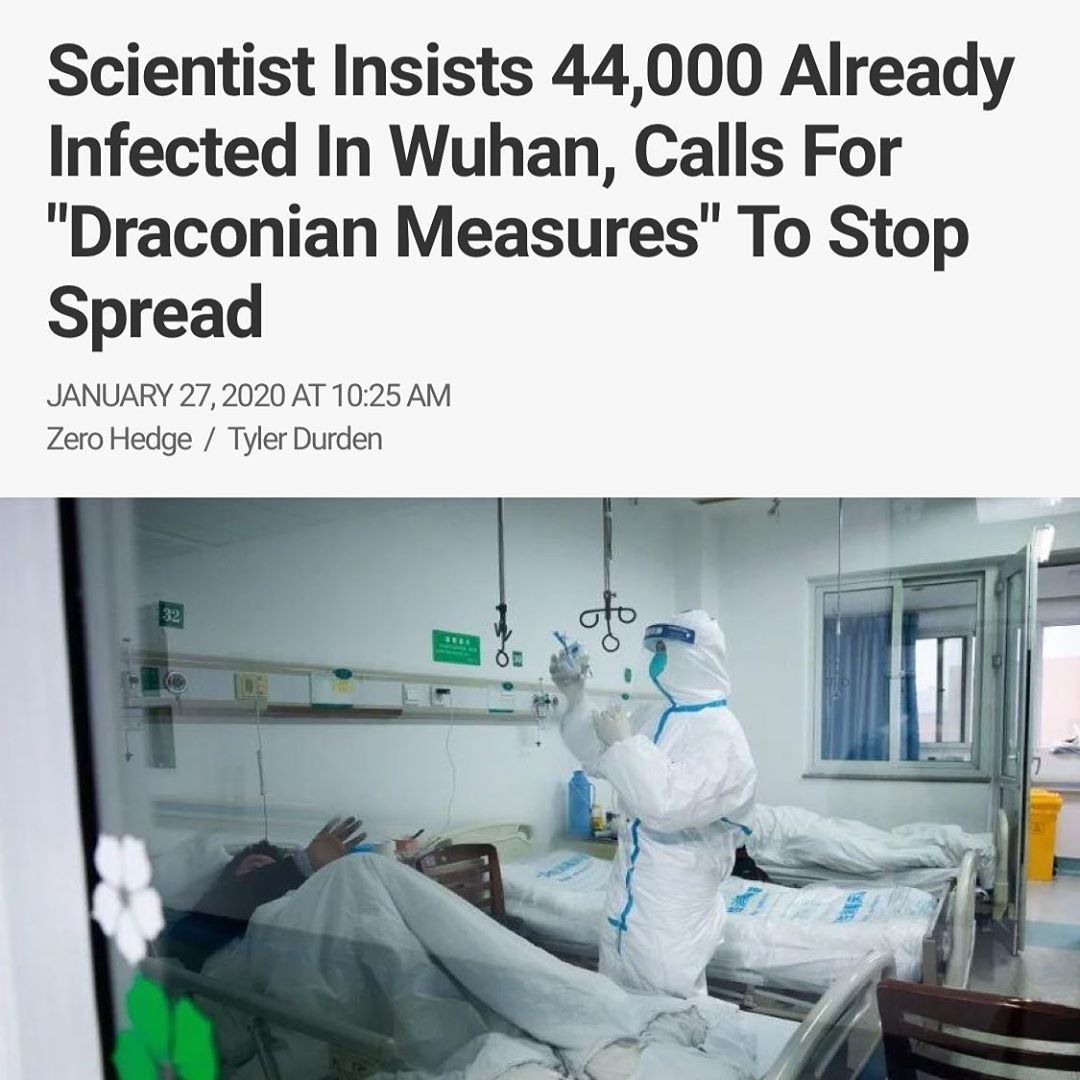 Scientist Insists 44,000 Already
Infected In Wuhan, Calls For
"Draconian Measures" To Stop
Spread
JANUARY 27, 2020 AT 10:25 AM
Zero Hedge / Tyler Durden
32